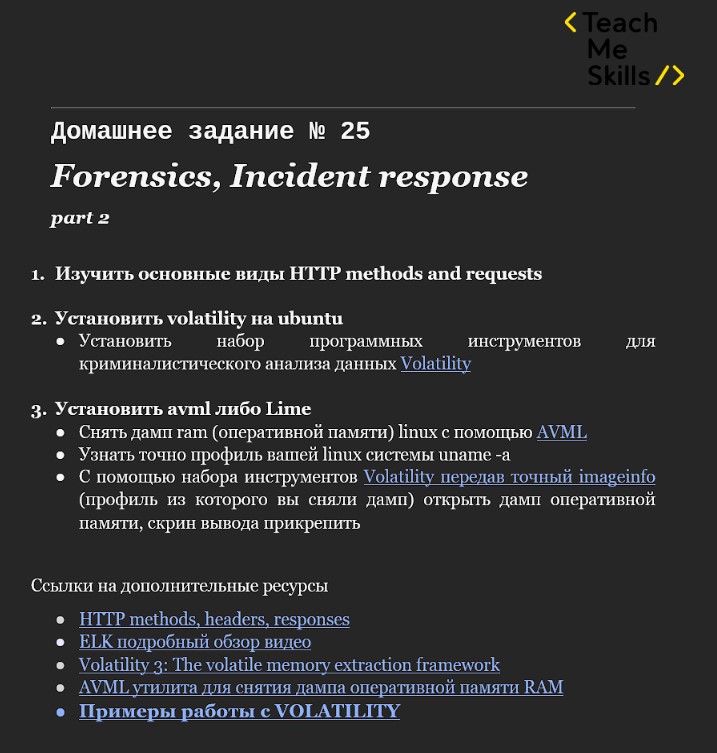 < Teach
Me
Skills />
Домашнее задание № 25
Forensics, Incident response
part 2
1. Изучить основные виды HTTP methods and requests
2. Установить volatility на ubuntu
● Установить набор программных инструментов для
криминалистического анализа данных Volatility
3. Установить avml либо Lime
● Снять дамп ram (оперативной памяти) linux с помощью AVML
● Узнать точно профиль вашей linux системы uname -a
● С помощью набора инструментов Volatility передав точный imageinfo
(профиль из которого вы сняли дамп) открыть дамп оперативной
памяти, скрин вывода прикрепить
Ссылки на дополнительные ресурсы
● HTTP methods, headers, responses
● ELK подробный обзор видео
● Volatility 3: The volatile memory extraction framework
● AVML утилита для снятия дампа оперативной памяти RAM
● Примеры работы с VOLATILITY